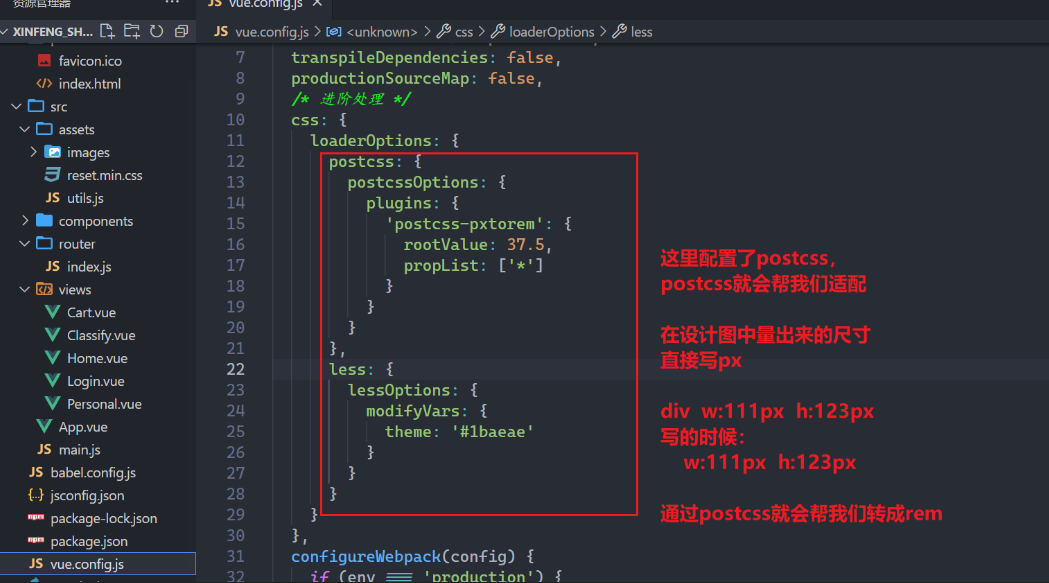 资源管理器
...
JS vue.config.js ×
XINFENG_SH...
JS vue.config.js > <unknown> > css > loaderOptions > less
favicon.ico
index.html
src
assets
images
reset.min.css
JS utils.js
components
router
JS index.js
views
Cart.vue
Classify.vue
Home.vue
Login.vue
Personal.vue
App.vue
JS main.js
JS babel.config.js
{..} jsconfig.json
package-lock.json
package.json
JS vue.config.js
7 transpileDependencies: false,
8 productionSourceMap: false,
9 /* 进阶处理 */
10 css: {
11 loaderOptions: {
12 postcss: {
13 postcssOptions: {
14 plugins: {
15 'postcss-pxtorem': {
16 rootValue: 37.5,
17 propList: ['*']
18 }
19 }
20 }
21 },
22 less: {
23 lessOptions: {
24 modifyVars: {
25 theme: '#1baeae'
26 }
27 }
28 }
29 }
30 },
31 configureWebpack(config) {
32 if (env === 'production') {
这里配置了postcss，
postcss就会帮我们适配
在设计图中量出来的尺寸
直接写px
div w:111px h:123px
写的时候：
w:111px h:123px
通过postcss就会帮我们转成rem